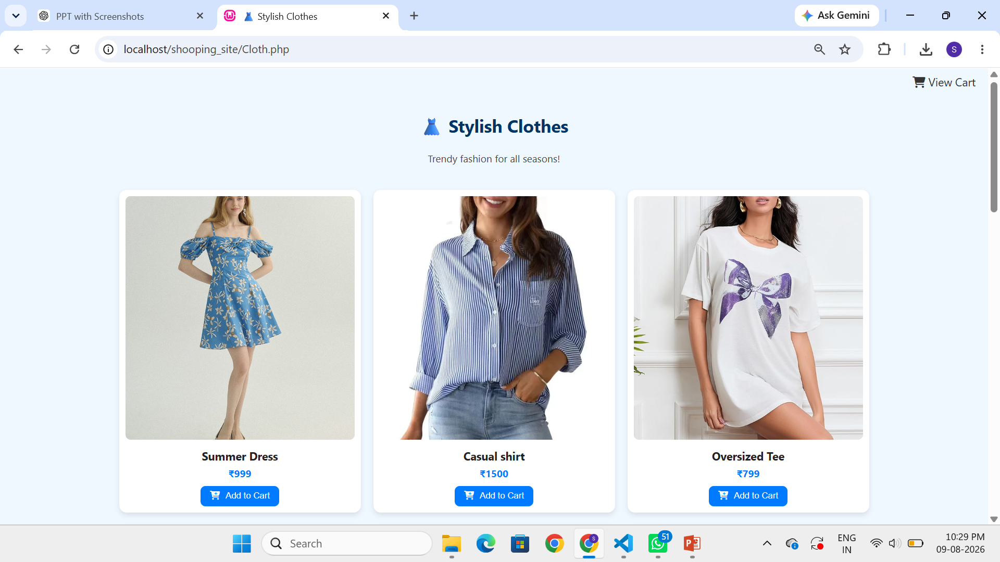 PPT with Screenshots
Stylish Clothes
Ask Gemini
localhost/shooping_site/Cloth.php
S
View Cart
Stylish Clothes
Trendy fashion for all seasons!
LOGO
Summer Dress
₹999
Add to Cart
Casual shirt
₹1500
Add to Cart
Oversized Tee
₹799
Add to Cart
Search
S
51
ENG
IN
10:29 PM
09-08-2026